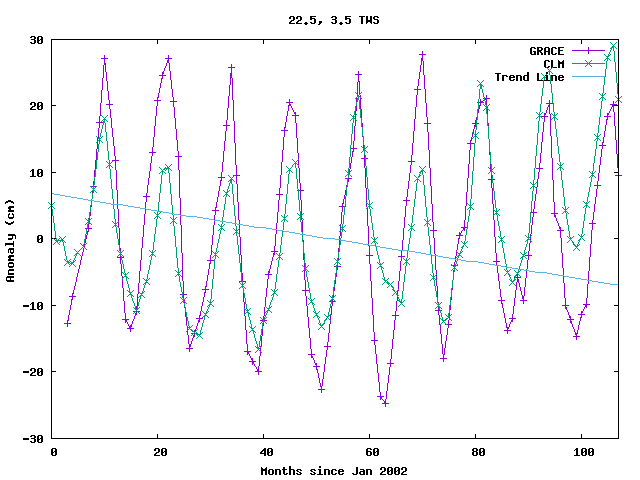 22.5, 3.5 TWS
30
20
10
0
-10
-20
-30
Anomaly (cm)
GRACE
CLM
Trend Line
0 20 40 60 80 100
Months since Jan 2002